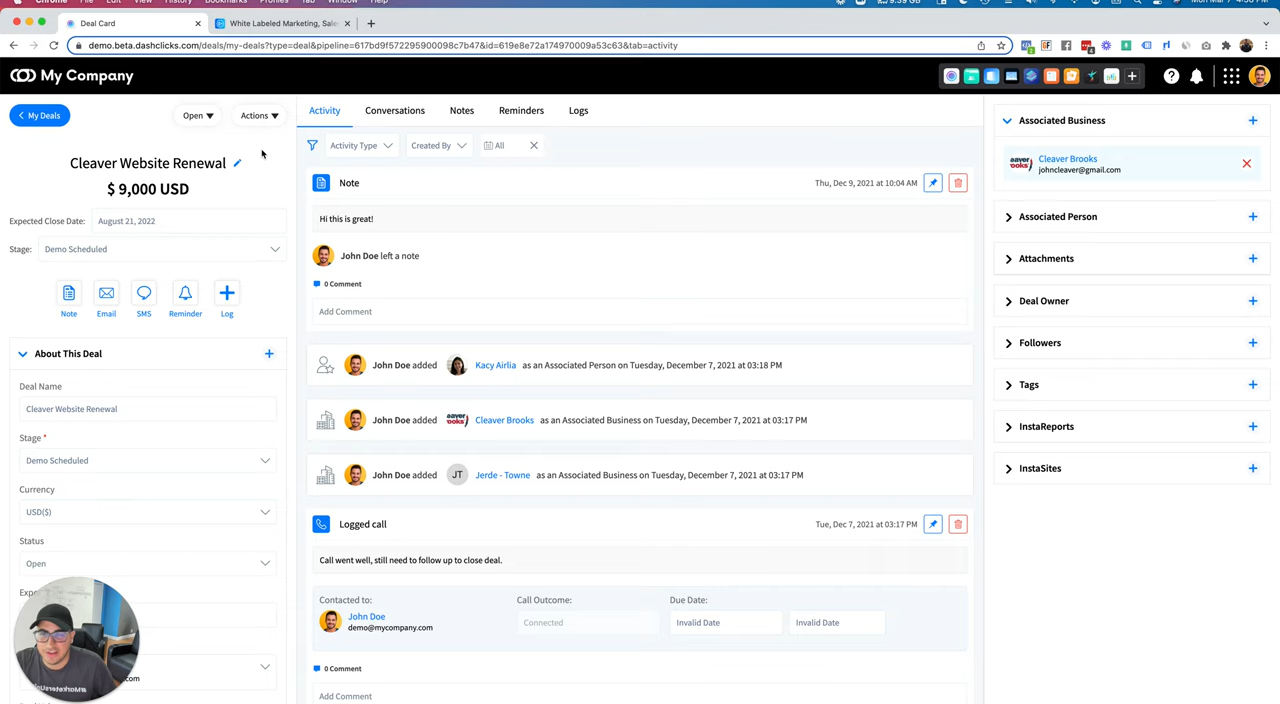 Chrome File Edit View History Bookmarks Profiles Tab Window Help
Deal Card
White Labeled Marketing, Sale
demo.beta.dashclicks.com/deals/my-deals?type=deal&pipeline=617bd9f572295900098c7b47&id=619e8e72a174970009a53c63&tab=activity
My Company
My Deals
Open
Actions
Cleaver Website Renewal
$ 9,000 USD
Expected Close Date: August 21, 2022
Stage: Demo Scheduled
Note Email SMS Reminder Log
About This Deal
Deal Name
Cleaver Website Renewal
Stage *
Demo Scheduled
Currency
USD($)
Status
Open
Activity Conversations Notes Reminders Logs
Activity Type Created By All
Note Thu, Dec 9, 2021 at 10:04 AM
Hi this is great!
John Doe left a note
0 Comment
Add Comment
John Doe added Kacy Airlia as an Associated Person on Tuesday, December 7, 2021 at 03:18 PM
John Doe added Cleaver Brooks as an Associated Business on Tuesday, December 7, 2021 at 03:17 PM
John Doe added JT Jerde - Towne as an Associated Business on Tuesday, December 7, 2021 at 03:17 PM
Logged call Tue, Dec 7, 2021 at 03:17 PM
Call went well, still need to follow up to close deal.
Contacted to: Call Outcome: Due Date:
John Doe
demo@mycompany.com
Connected
Invalid Date Invalid Date
0 Comment
Add Comment
Associated Business
Cleaver Brooks
johncleaver@gmail.com
Associated Person
Attachments
Deal Owner
Followers
Tags
InstaReports
InstaSites